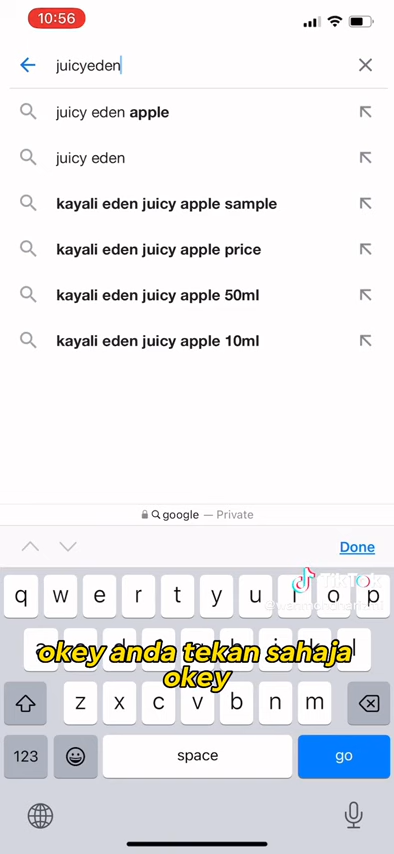 10:56
juicyeden
juicy eden apple
juicy eden
kayali eden juicy apple sample
kayali eden juicy apple price
kayali eden juicy apple 50ml
kayali eden juicy apple 10ml
google — Private
Done
TikTok
q w e r t y u i o p
okey anda tekan sahaja
okey
z x c v b n m
123 space go